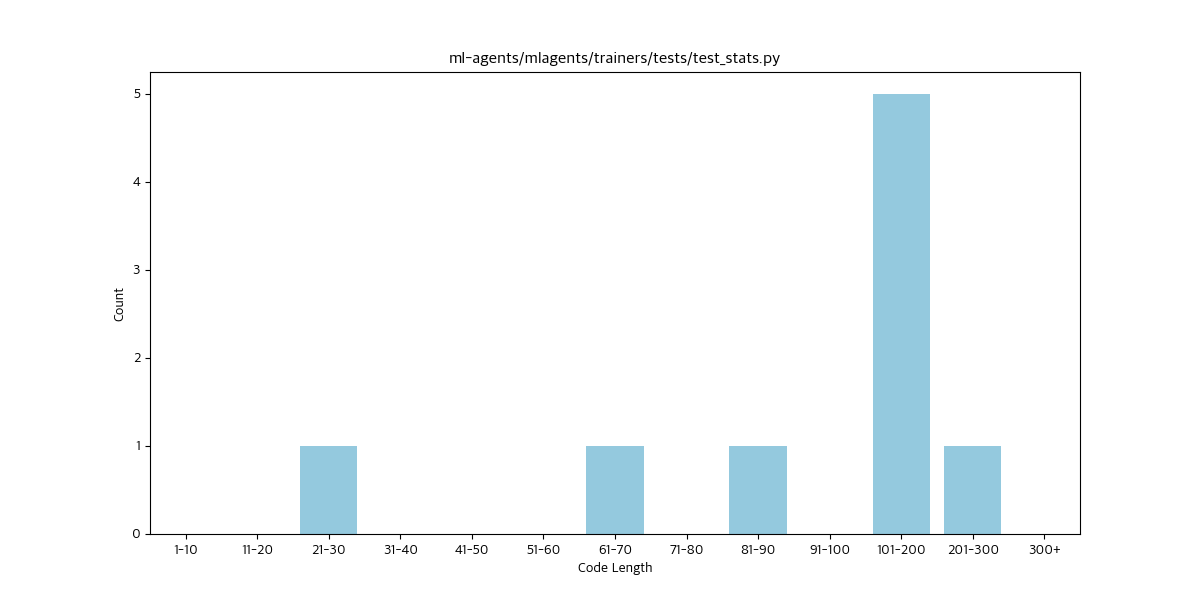 ml-agents/mlagents/trainers/tests/test_stats.py
5
4
3
2
1
0
Count
1-10 11-20 21-30 31-40 41-50 51-60 61-70 71-80 81-90 91-100 101-200 201-300 300+
Code Length